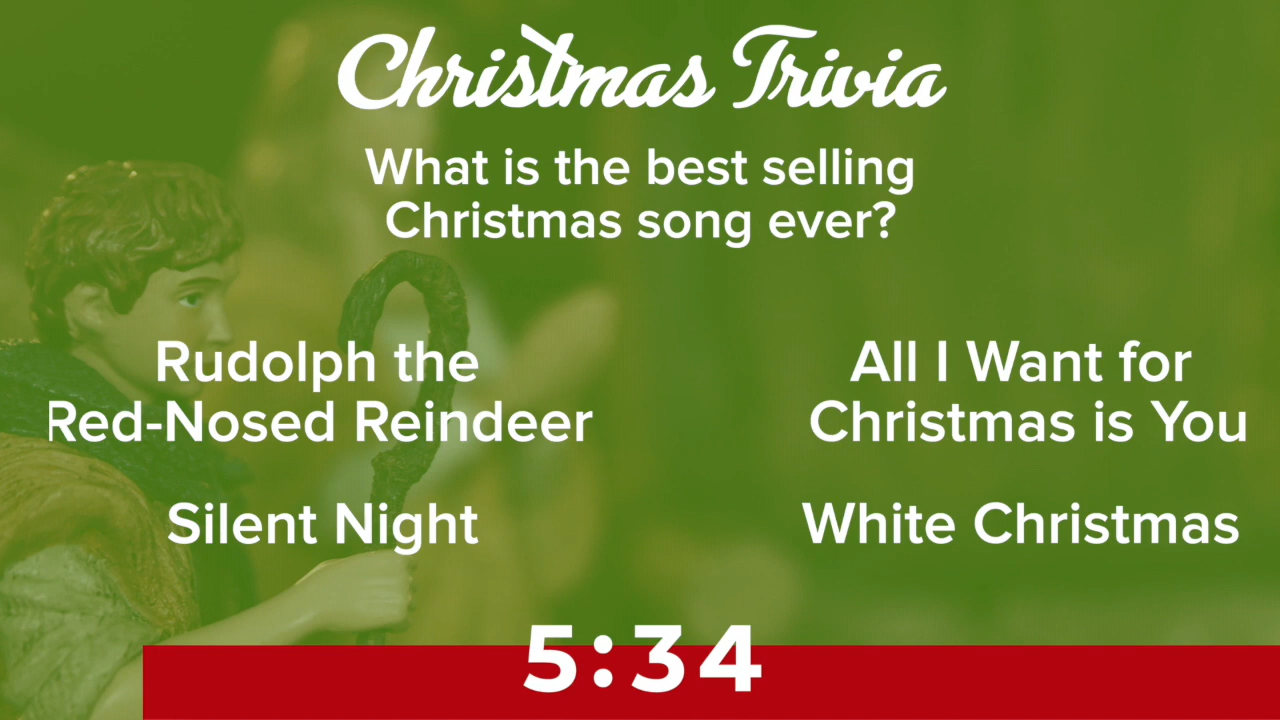 Christmas Trivia
What is the best selling
Christmas song ever?
Rudolph the
Red-Nosed Reindeer
All I Want for
Christmas is You
Silent Night
White Christmas
5:34